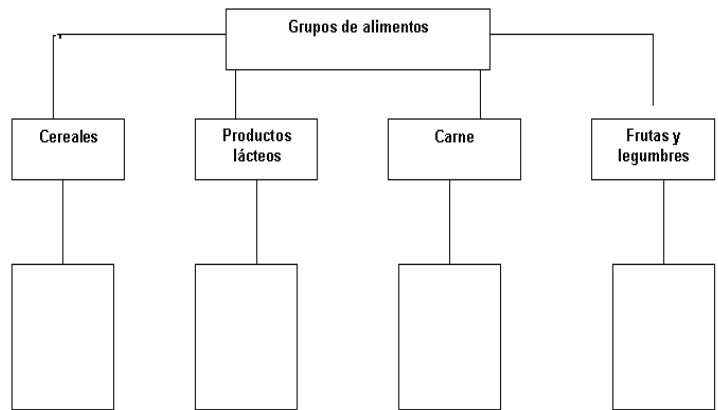 Grupos de alimentos
Cereales
Productos
lácteos
Carne
Frutas y
legumbres